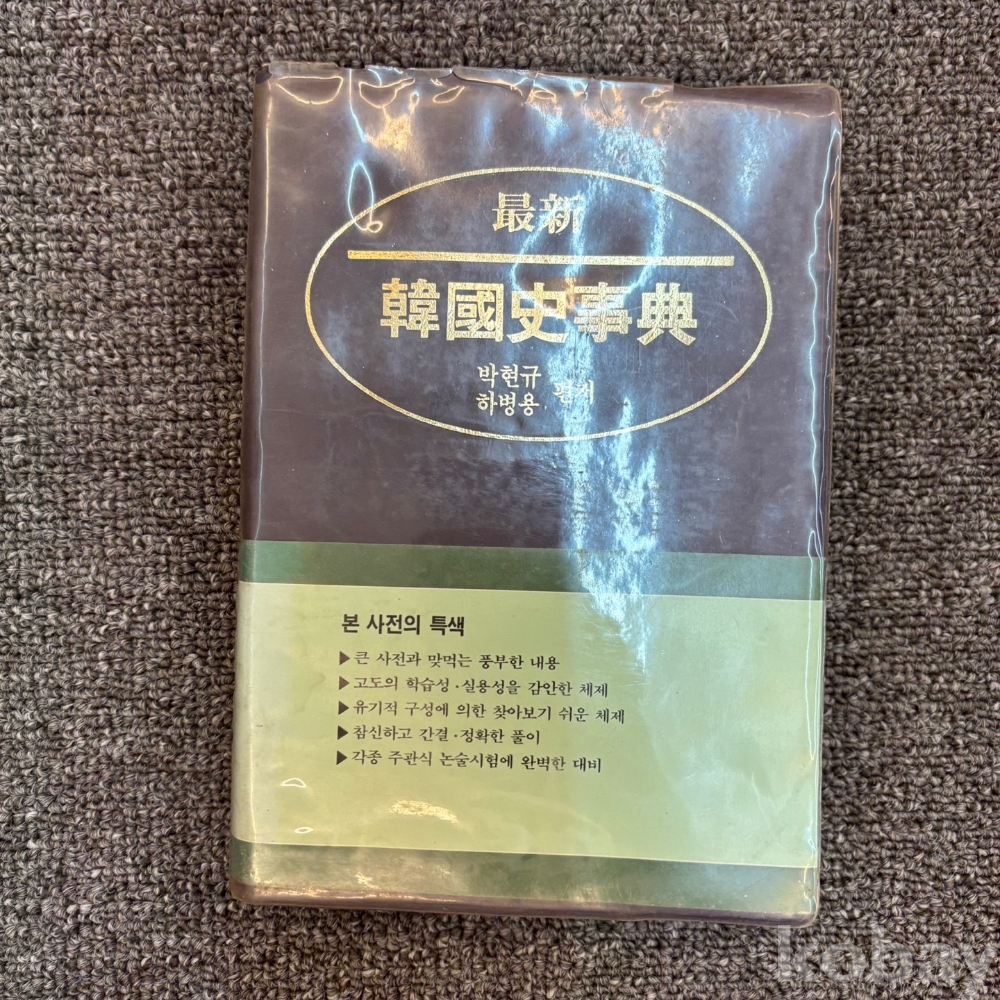 最新
韓國史事典
박현규
하병용 편저
본 사전의 특색
▶큰 사전과 맞먹는 풍부한 내용
▶고도의 학습성·실용성을 감안한 체제
▶유기적 구성에 의한 찾아보기 쉬운 체제
▶참신하고 간결·정확한 풀이
▶각종 주관식 논술시험에 완벽한 대비
kobay